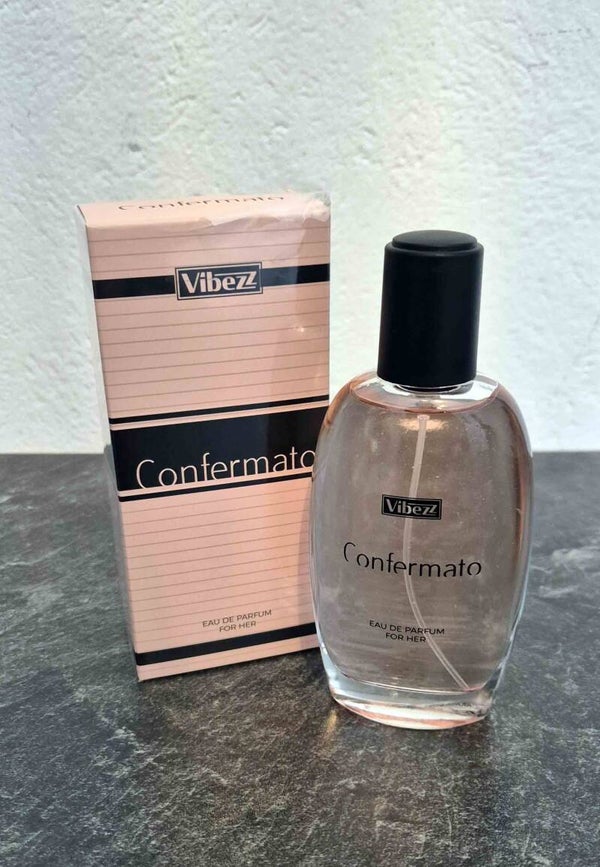 Confermato
Vibezz
Confermato
EAU DE PARFUM
FOR HER
Vibezz
Confermato
EAU DE PARFUM
FOR HER